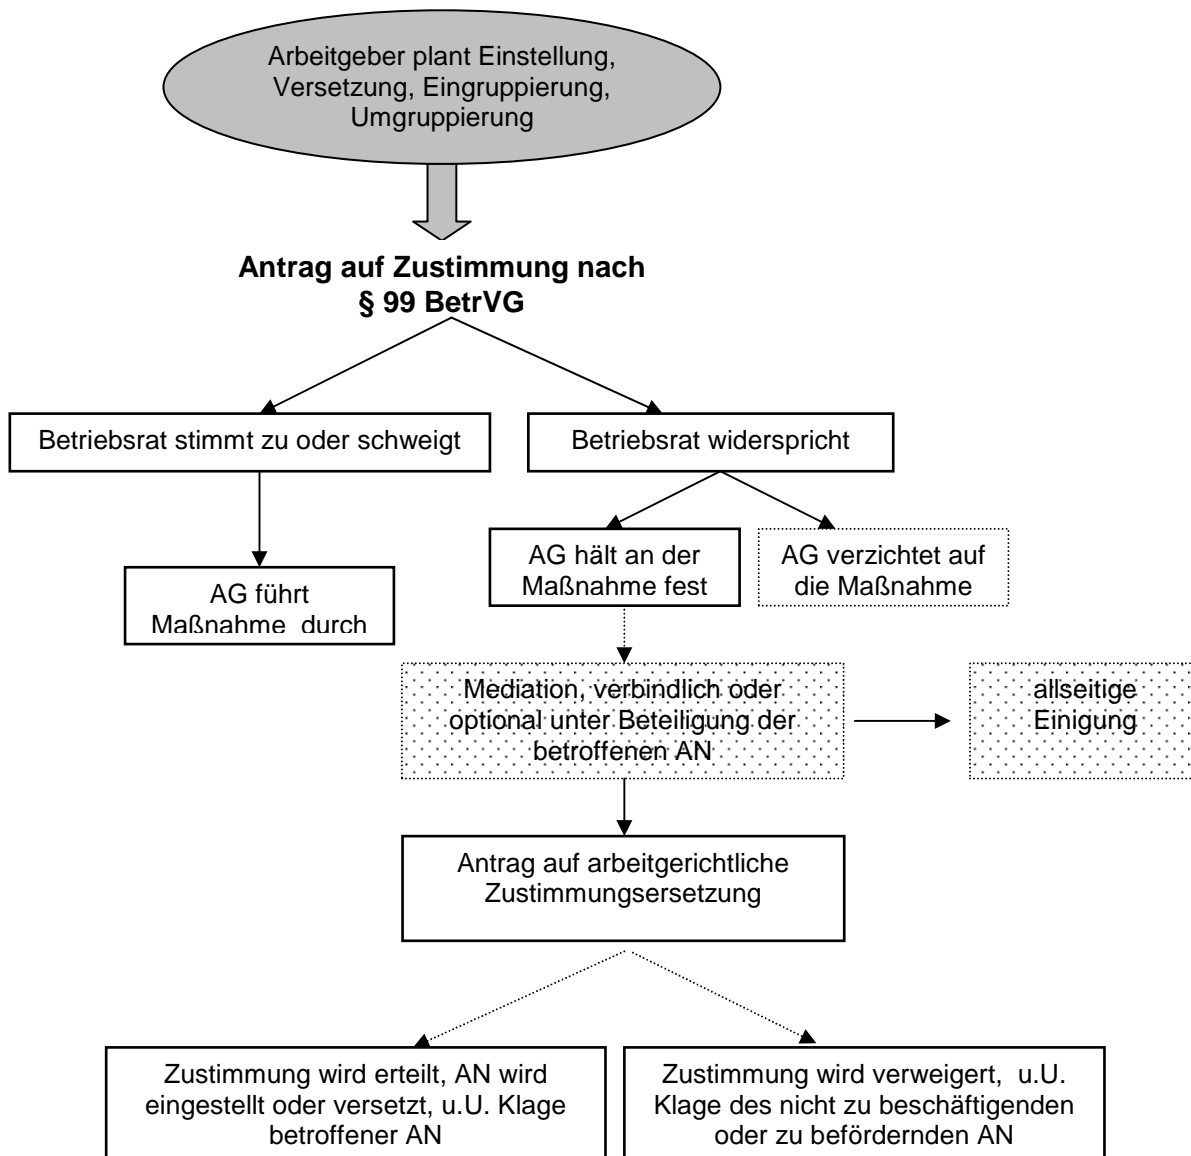 Arbeitgeber plant Einstellung,
Versetzung, Eingruppierung,
Umgruppierung
Antrag auf Zustimmung nach
§ 99 BetrVG
Betriebsrat stimmt zu oder schweigt
Betriebsrat widerspricht
AG hält an der
Maßnahme fest
AG verzichtet auf
die Maßnahme
AG führt
Maßnahme durch
Mediation, verbindlich oder
optional unter Beteiligung der
betroffenen AN
allseitige
Einigung
Antrag auf arbeitgerichtliche
Zustimmungsersetzung
Zustimmung wird erteilt, AN wird
eingestellt oder versetzt, u.U. Klage
betroffener AN
Zustimmung wird verweigert, u.U.
Klage des nicht zu beschäftigenden
oder zu befördernden AN